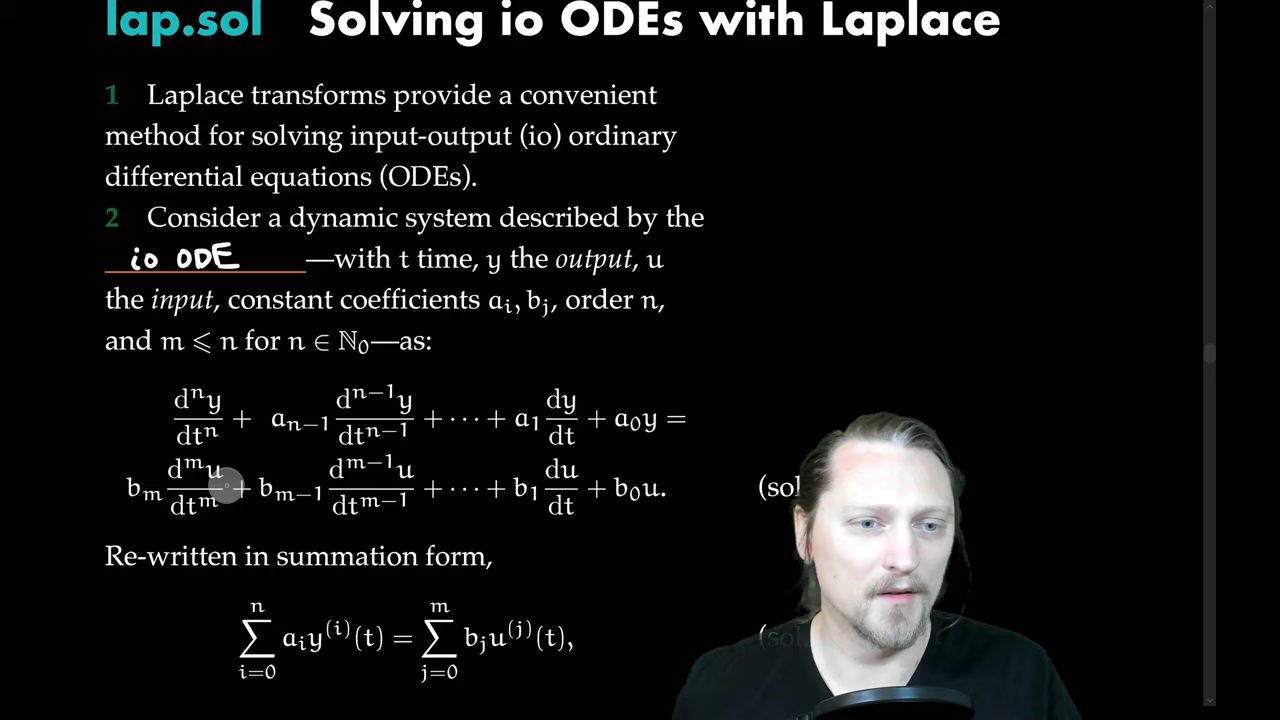 lap.sol Solving io ODEs with Laplace
1 Laplace transforms provide a convenient
method for solving input-output (io) ordinary
differential equations (ODEs).
2 Consider a dynamic system described by the
io ODE —with t time, y the output, u
the input, constant coefficients aᵢ, bⱼ, order n,
and m ⩽ n for n ∈ ℕ₀—as:
dⁿy/dtⁿ + aₙ₋₁ dⁿ⁻¹y/dtⁿ⁻¹ + ⋯ + a₁ dy/dt + a₀y =
bₘ dᵐu/dtᵐ + bₘ₋₁ dᵐ⁻¹u/dtᵐ⁻¹ + ⋯ + b₁ du/dt + b₀u. (sol
Re-written in summation form,
∑ᵢ₌₀ⁿ aᵢy⁽ⁱ⁾(t) = ∑ⱼ₌₀ᵐ bⱼu⁽ʲ⁾(t), (sol